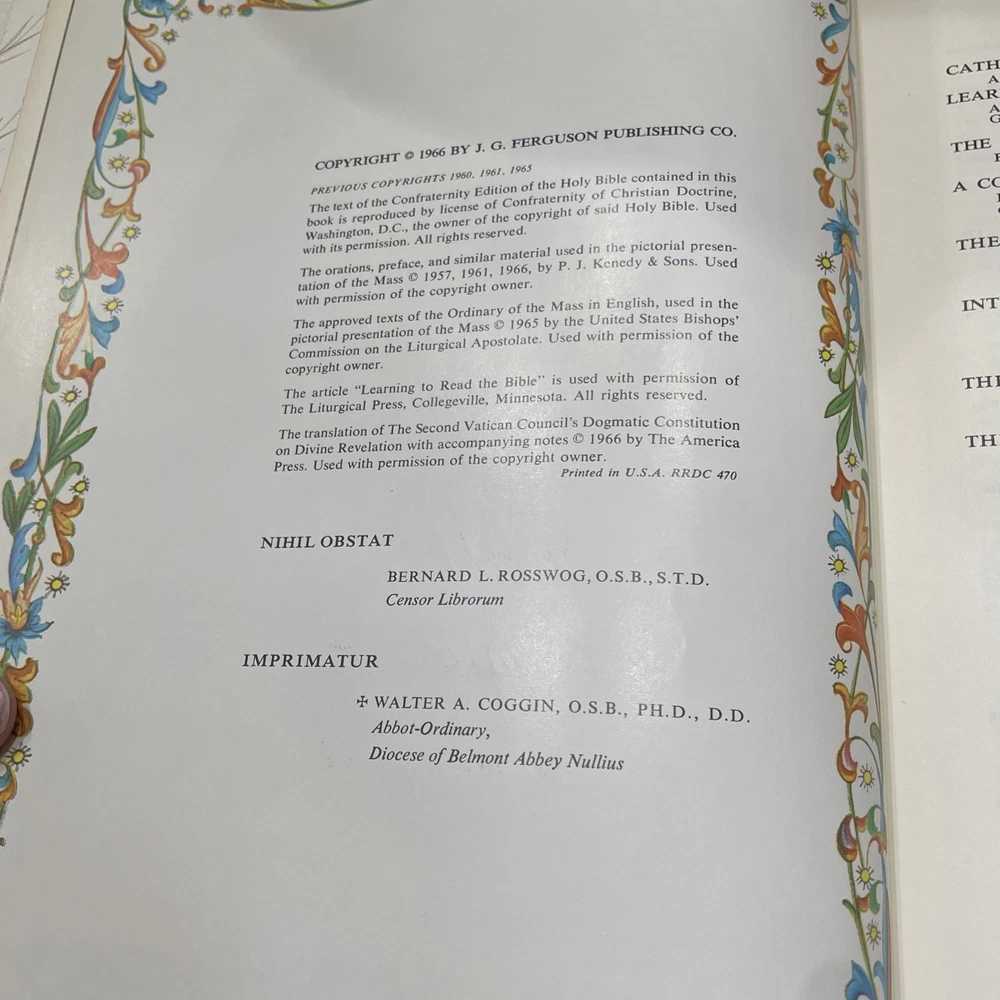 COPYRIGHT © 1966 BY J. G. FERGUSON PUBLISHING CO.
PREVIOUS COPYRIGHTS 1960, 1961, 1965
The text of the Confraternity Edition of the Holy Bible contained in this
book is reproduced by license of Confraternity of Christian Doctrine,
Washington, D.C., the owner of the copyright of said Holy Bible. Used
with its permission. All rights reserved.
The orations, preface, and similar material used in the pictorial presen-
tation of the Mass © 1957, 1961, 1966, by P. J. Kenedy & Sons. Used
with permission of the copyright owner.
The approved texts of the Ordinary of the Mass in English, used in the
pictorial presentation of the Mass © 1965 by the United States Bishops'
Commission on the Liturgical Apostolate. Used with permission of the
copyright owner.
The article "Learning to Read the Bible" is used with permission of
The Liturgical Press, Collegeville, Minnesota. All rights reserved.
The translation of The Second Vatican Council's Dogmatic Constitution
on Divine Revelation with accompanying notes © 1966 by The America
Press. Used with permission of the copyright owner.
Printed in U.S.A. RRDC 470
NIHIL OBSTAT
BERNARD L. ROSSWOG, O.S.B., S.T.D.
Censor Librorum
IMPRIMATUR
✠ WALTER A. COGGIN, O.S.B., PH.D., D.D.
Abbot-Ordinary,
Diocese of Belmont Abbey Nullius
CATH
A
LEAR
A
G
THE
A CO
THE
INT
THE
TH